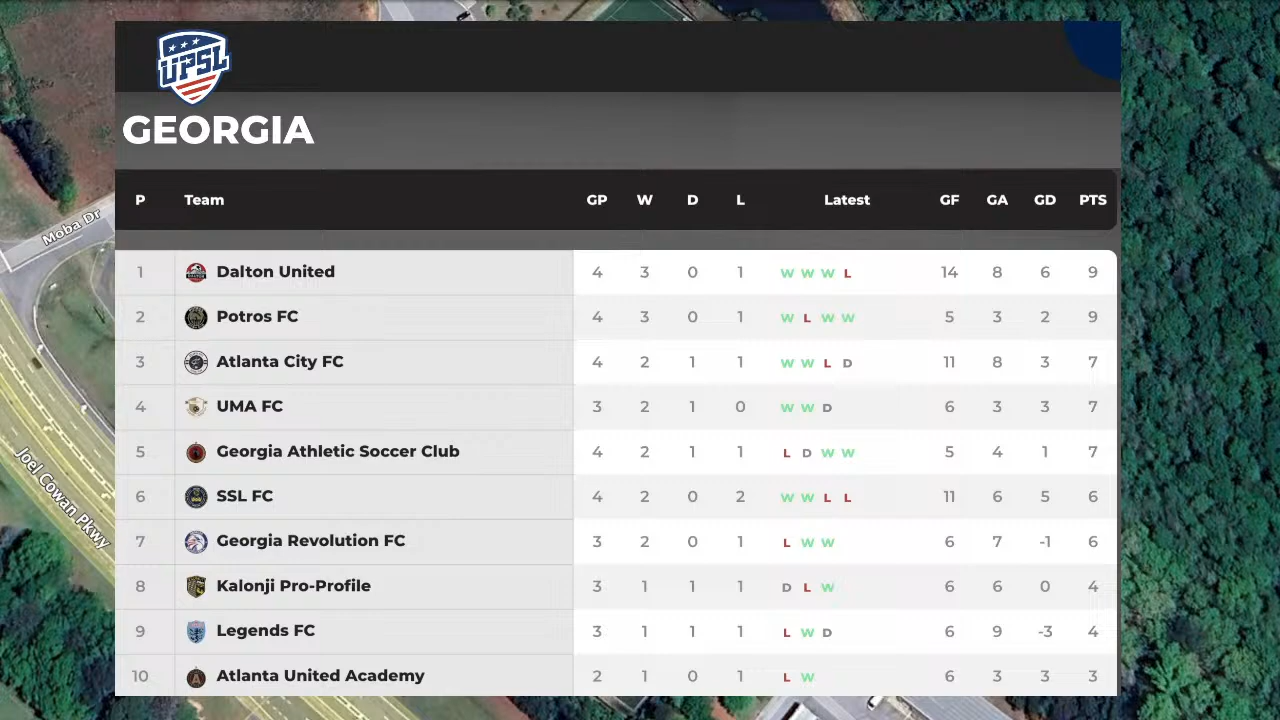 UPSL
GEORGIA
P Team GP W D L Latest GF GA GD PTS
1 Dalton United 4 3 0 1 W W W L 14 8 6 9
2 Potros FC 4 3 0 1 W L W W 5 3 2 9
3 Atlanta City FC 4 2 1 1 W W L D 11 8 3 7
4 UMA FC 3 2 1 0 W W D 6 3 3 7
5 Georgia Athletic Soccer Club 4 2 1 1 L D W W 5 4 1 7
6 SSL FC 4 2 0 2 W W L L 11 6 5 6
7 Georgia Revolution FC 3 2 0 1 L W W 6 7 -1 6
8 Kalonji Pro-Profile 3 1 1 1 D L W 6 6 0 4
9 Legends FC 3 1 1 1 L W D 6 9 -3 4
10 Atlanta United Academy 2 1 0 1 L W 6 3 3 3
Moba Dr
Joel Cowan Pkwy